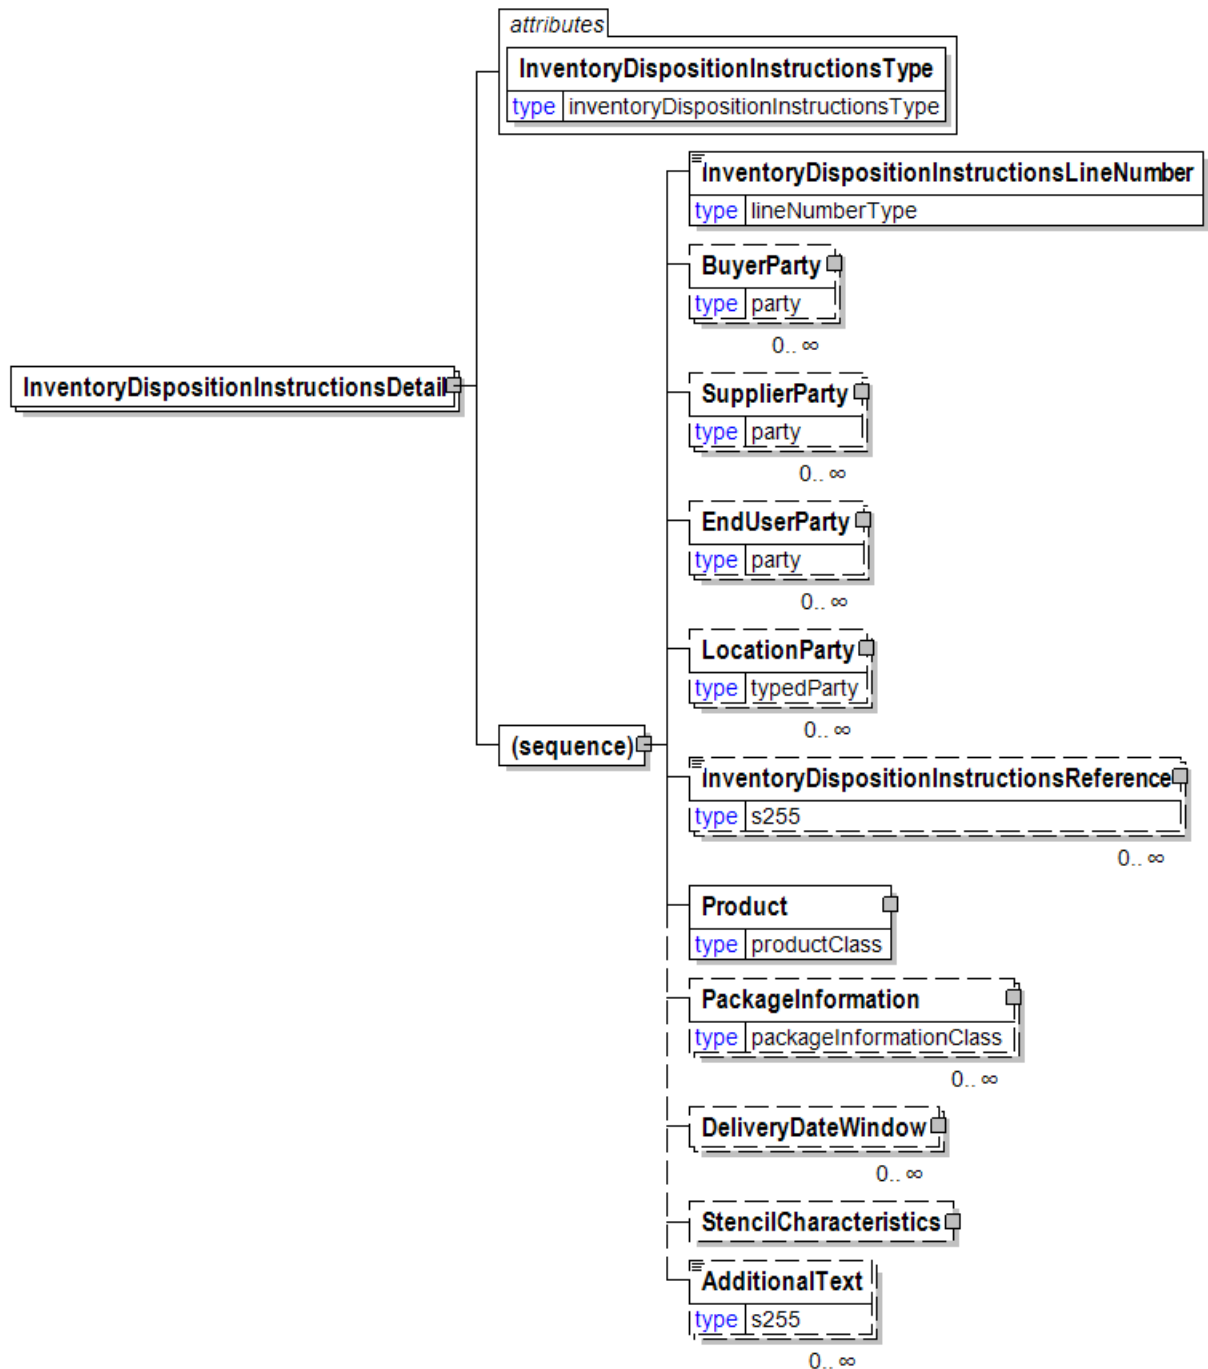 attributes
InventoryDispositionInstructionsType
type inventoryDispositionInstructionsType
InventoryDispositionInstructionsLineNumber
type lineNumberType
BuyerParty
type party
0.. ∞
InventoryDispositionInstructionsDetail
SupplierParty
type party
0.. ∞
EndUserParty
type party
0.. ∞
LocationParty
type typedParty
0.. ∞
(sequence)
InventoryDispositionInstructionsReference
type s255
0.. ∞
Product
type productClass
PackageInformation
type packageInformationClass
0.. ∞
DeliveryDateWindow
0.. ∞
StencilCharacteristics
AdditionalText
type s255
0.. ∞